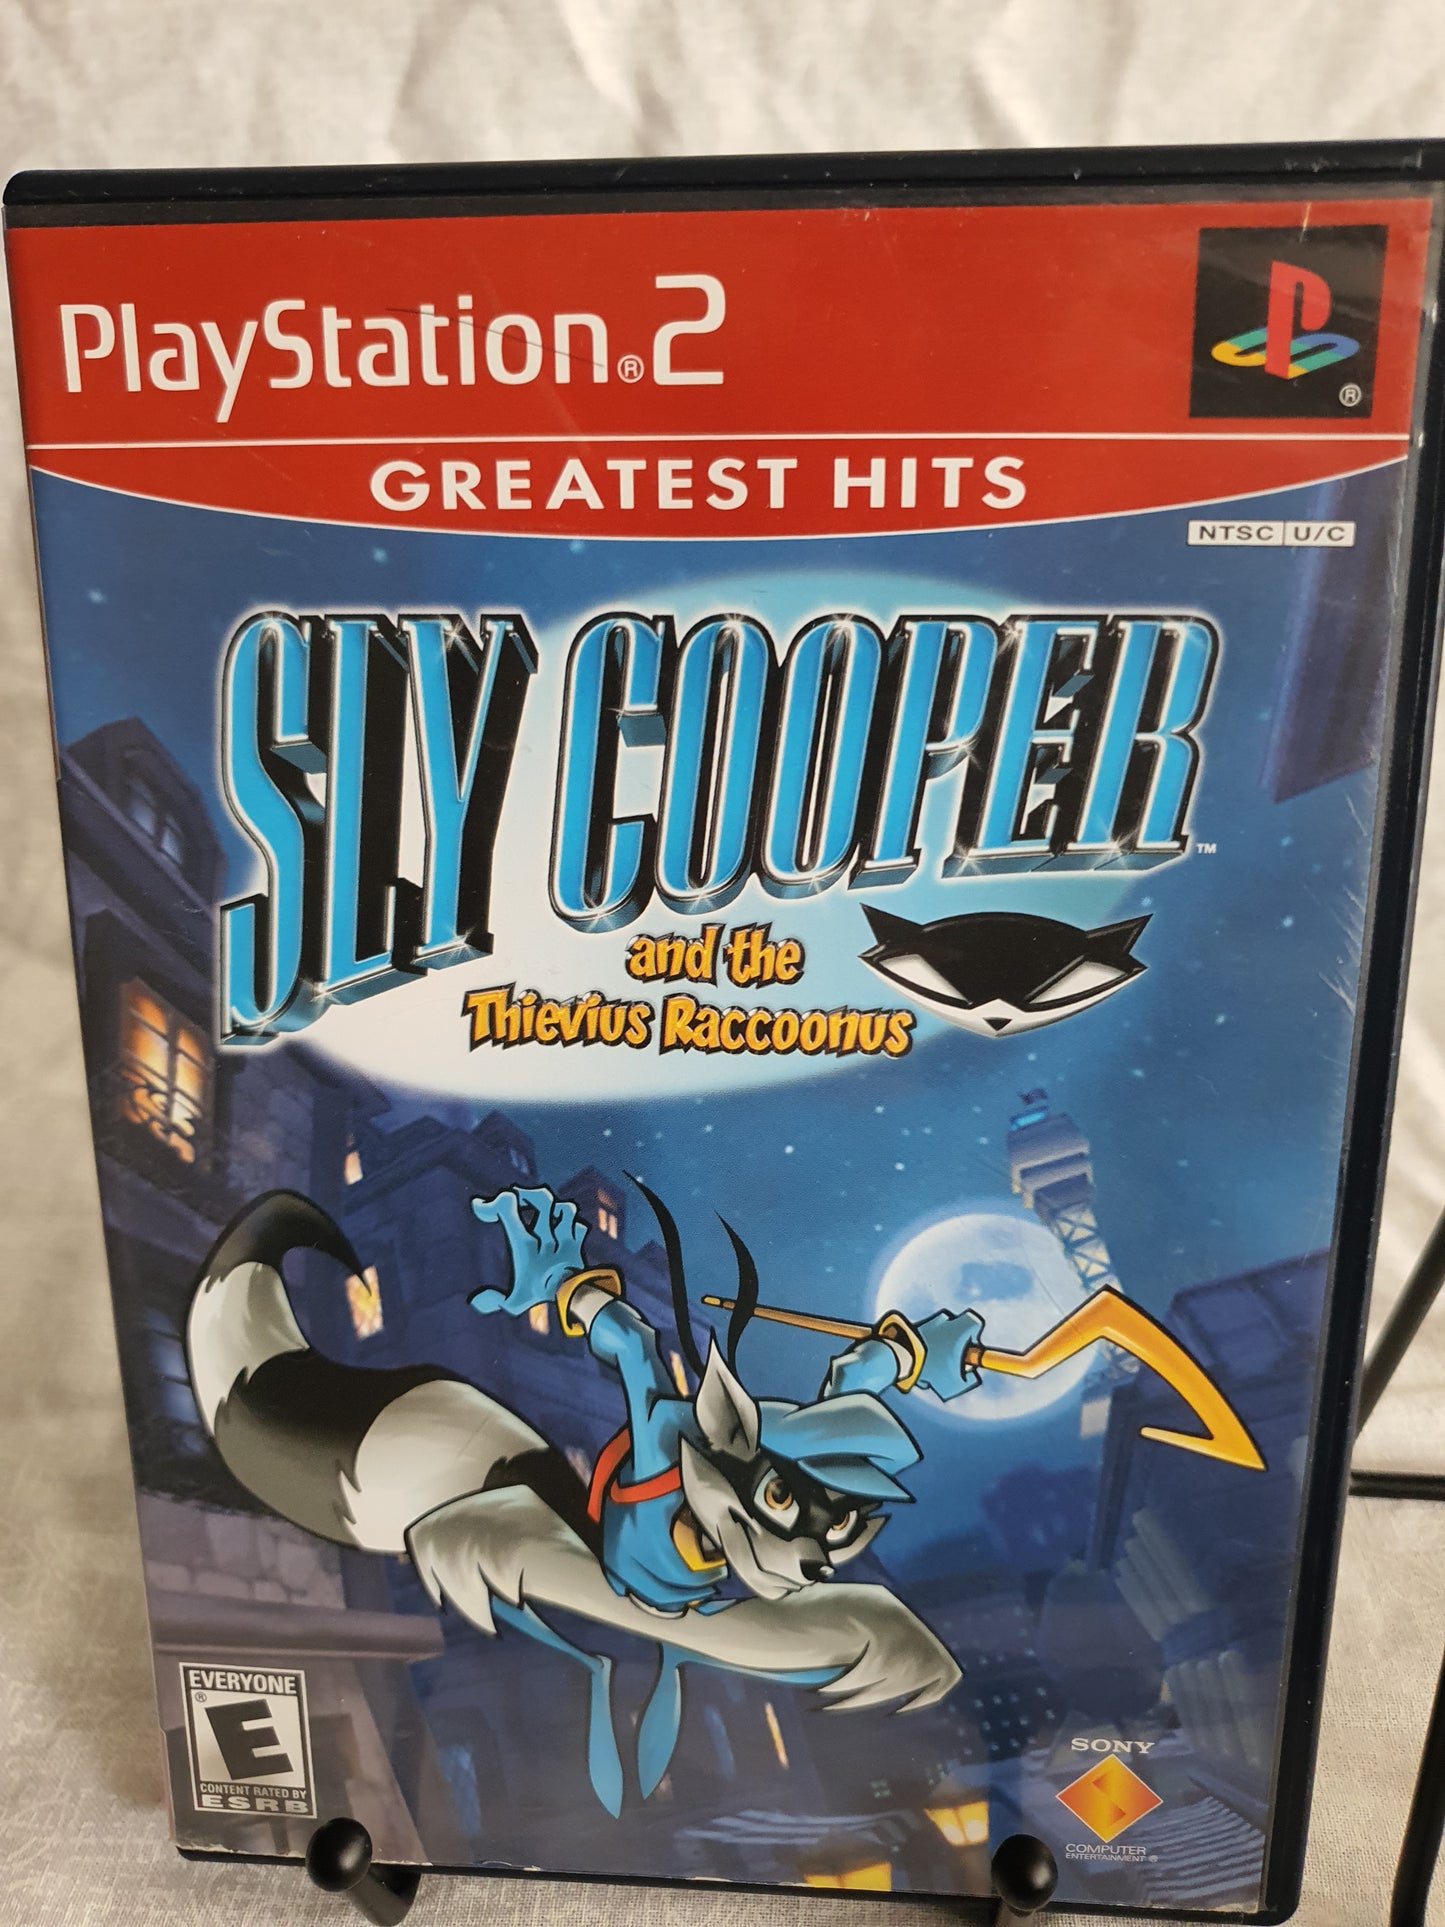 PlayStation®2
GREATEST HITS
NTSC U/C
SLY COOPER™
and the
Thievius Raccoonus
EVERYONE
®
E
CONTENT RATED BY
ESRB
SONY
COMPUTER
ENTERTAINMENT®